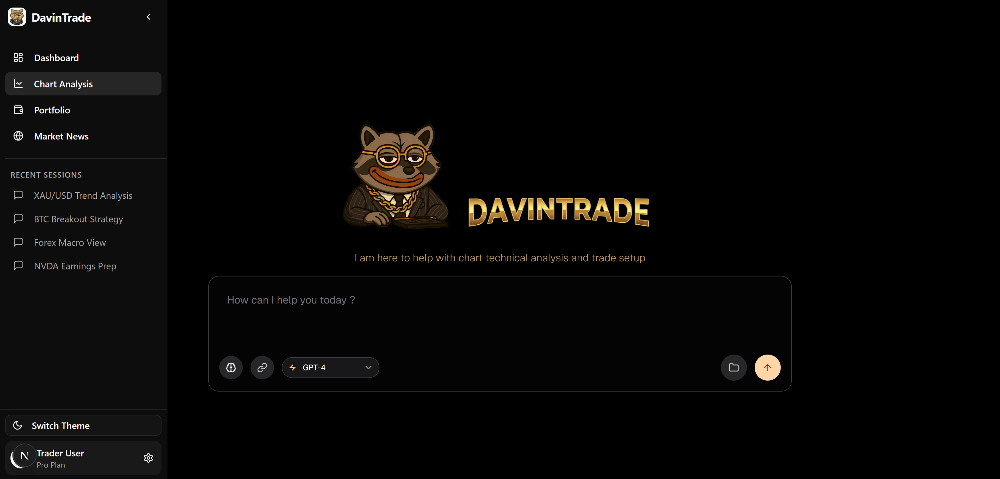 DavinTrade
Dashboard
Chart Analysis
Portfolio
Market News
RECENT SESSIONS
XAU/USD Trend Analysis
BTC Breakout Strategy
Forex Macro View
NVDA Earnings Prep
Switch Theme
N
Trader User
Pro Plan
DAVINTRADE
I am here to help with chart technical analysis and trade setup
How can I help you today ?
GPT-4